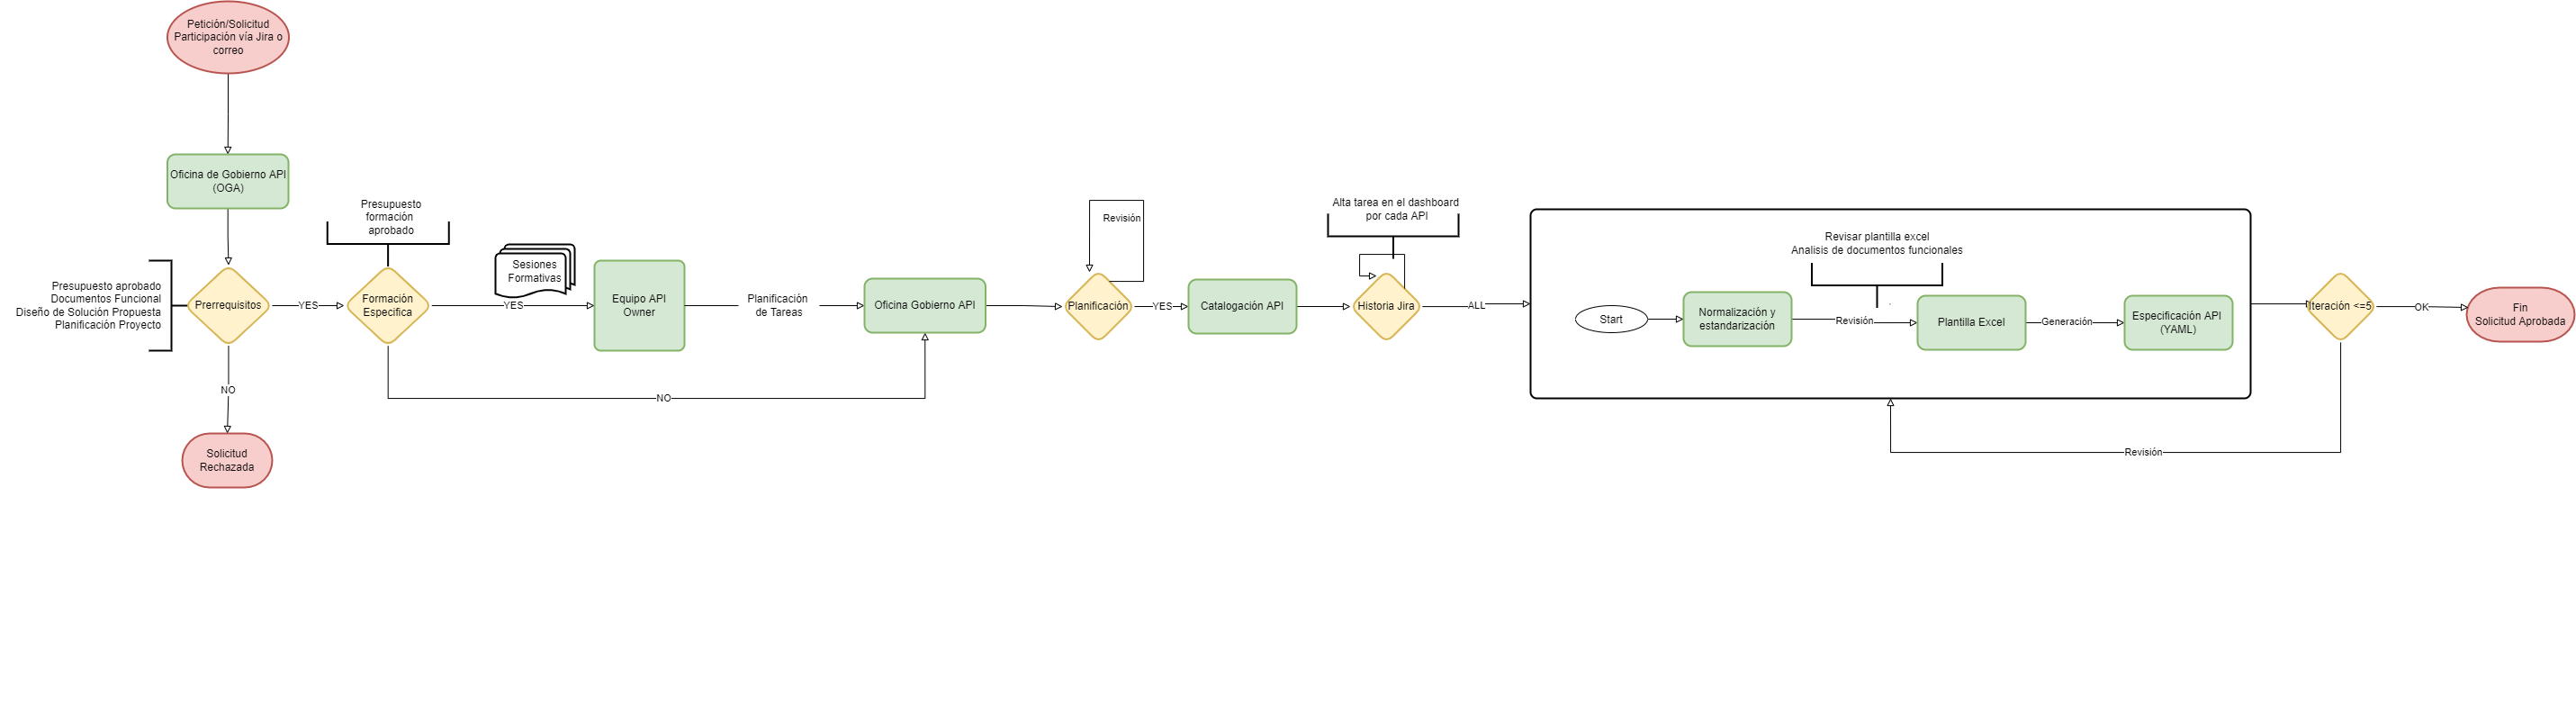 Petición/Solicitud
Participación vía Jira o
correo
Oficina de Gobierno API
(OGA)
Presupuesto aprobado
Documentos Funcional
Diseño de Solución Propuesta
Planificación Proyecto
Prerrequisitos
YES
NO
Solicitud
Rechazada
Presupuesto
formación
aprobado
Formación
Especifica
YES
NO
Sesiones
Formativas
Equipo API
Owner
Planificación
de Tareas
Oficina Gobierno API
Revisión
Planificación
YES
Catalogación API
Alta tarea en el dashboard
por cada API
Historia Jira
ALL
Start
Normalización y
estandarización
Revisión
Revisar plantilla excel
Analisis de documentos funcionales
Plantilla Excel
Generación
Especificación API
(YAML)
Iteración <=5
Revisión
OK
Fin
Solicitud Aprobada